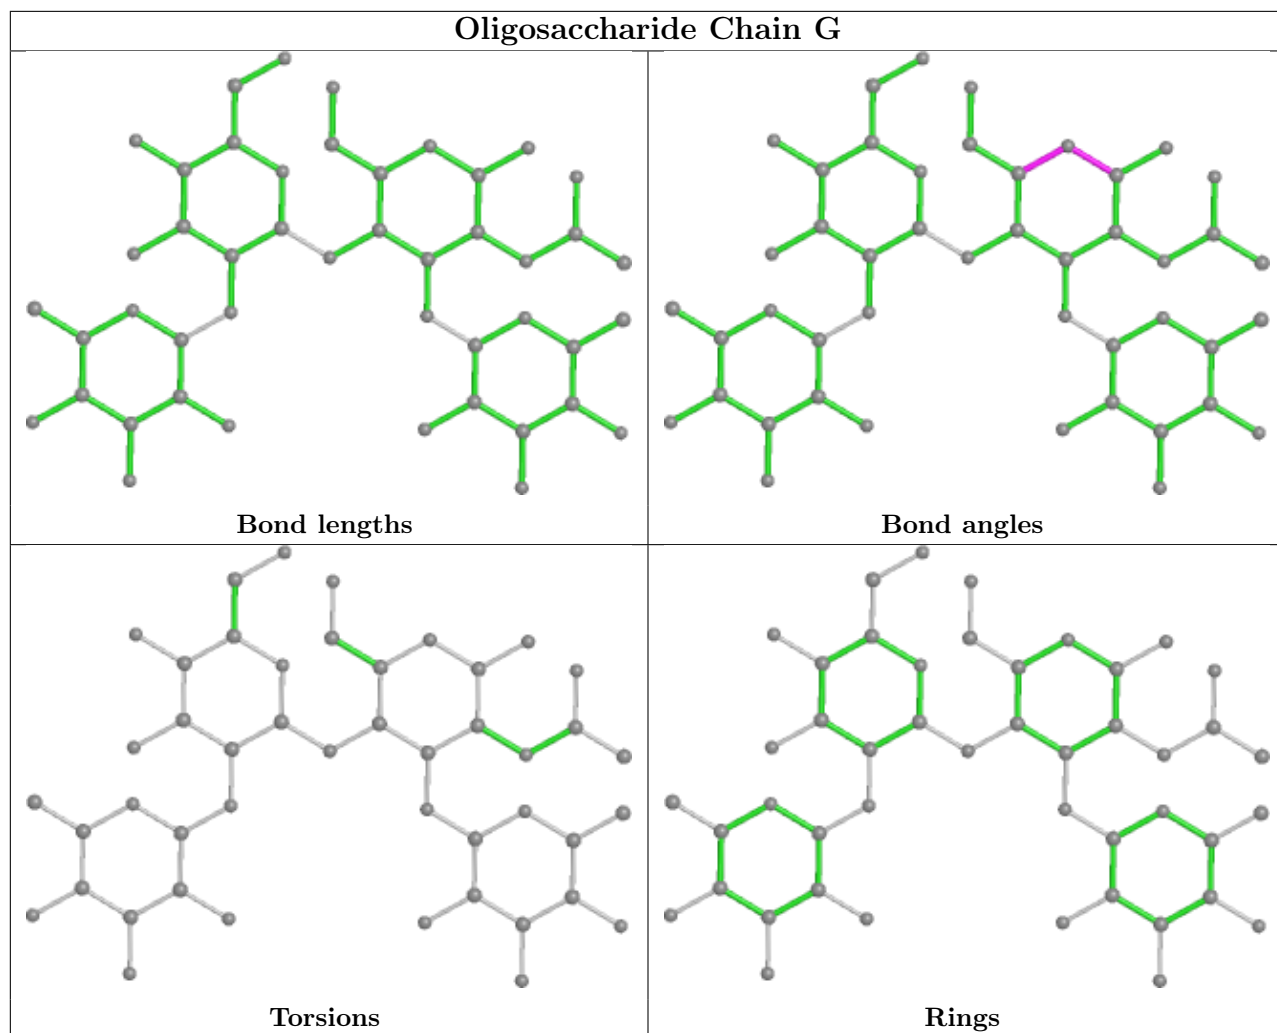 Oligosaccharide Chain G
Bond lengths
Bond angles
Torsions
Rings